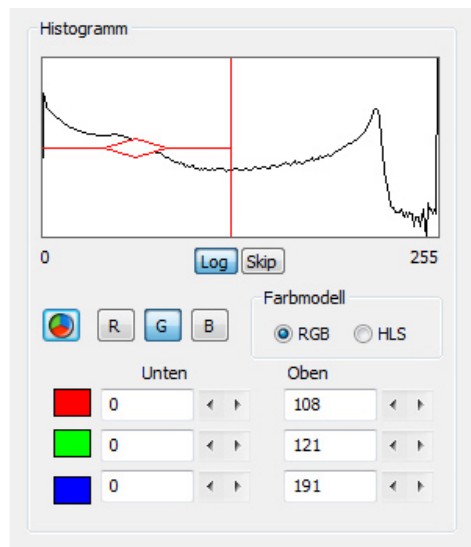 Histogramm
0 Log Skip 255
Farbmodell
R G B RGB HLS
Unten Oben
0 108
0 121
0 191